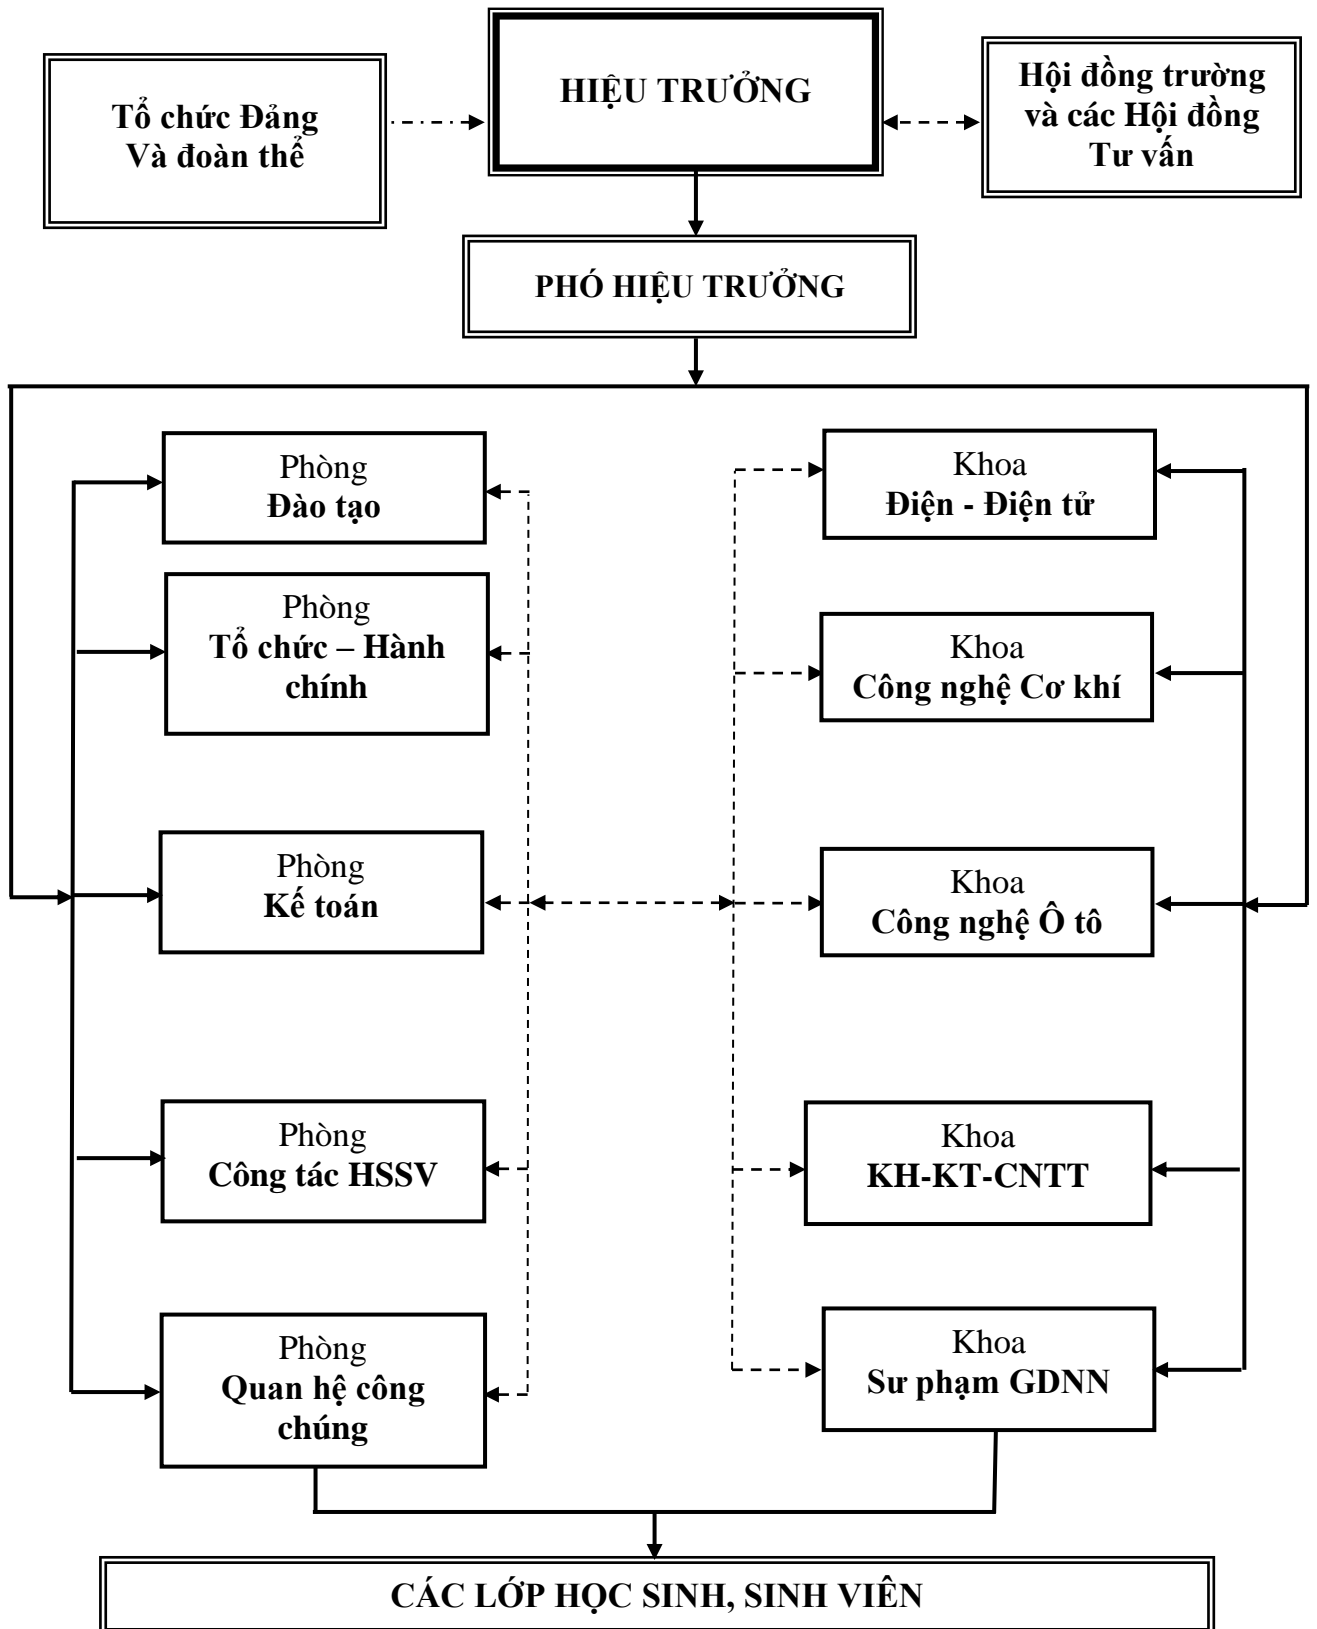 HIỆU TRƯỞNG
Tổ chức Đảng
Và đoàn thể
Hội đồng trường
và các Hội đồng
Tư vấn
PHÓ HIỆU TRƯỞNG
Phòng
Đào tạo
Phòng
Tổ chức – Hành
chính
Phòng
Kế toán
Phòng
Công tác HSSV
Phòng
Quan hệ công
chúng
Khoa
Điện - Điện tử
Khoa
Công nghệ Cơ khí
Khoa
Công nghệ Ô tô
Khoa
KH-KT-CNTT
Khoa
Sư phạm GDNN
CÁC LỚP HỌC SINH, SINH VIÊN